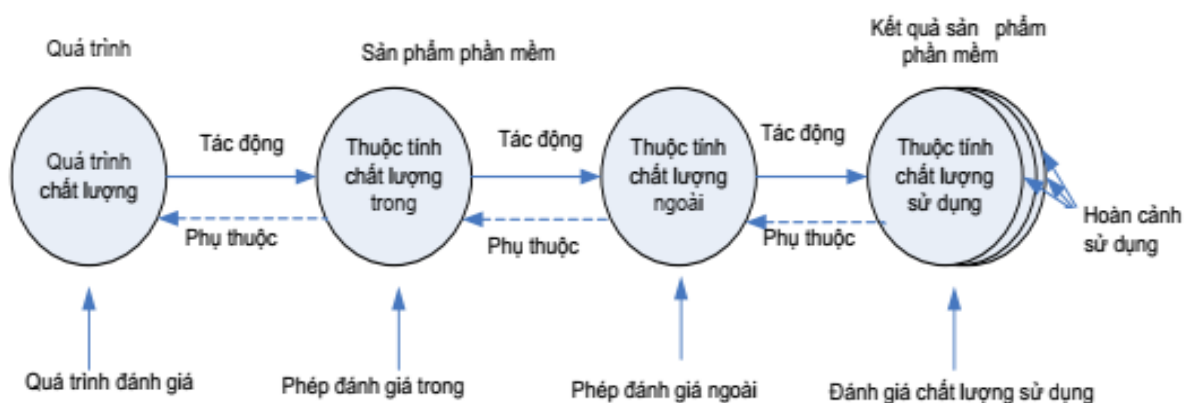 Quá trình
Sản phẩm phần mềm
Kết quả sản phẩm
phần mềm
Quá trình
chất lượng
Tác động
Phụ thuộc
Thuộc tính
chất lượng
trong
Tác động
Phụ thuộc
Thuộc tính
chất lượng
ngoài
Tác động
Phụ thuộc
Thuộc tính
chất lượng
sử dụng
Hoàn cảnh
sử dụng
Quá trình đánh giá
Phép đánh giá trong
Phép đánh giá ngoài
Đánh giá chất lượng sử dụng